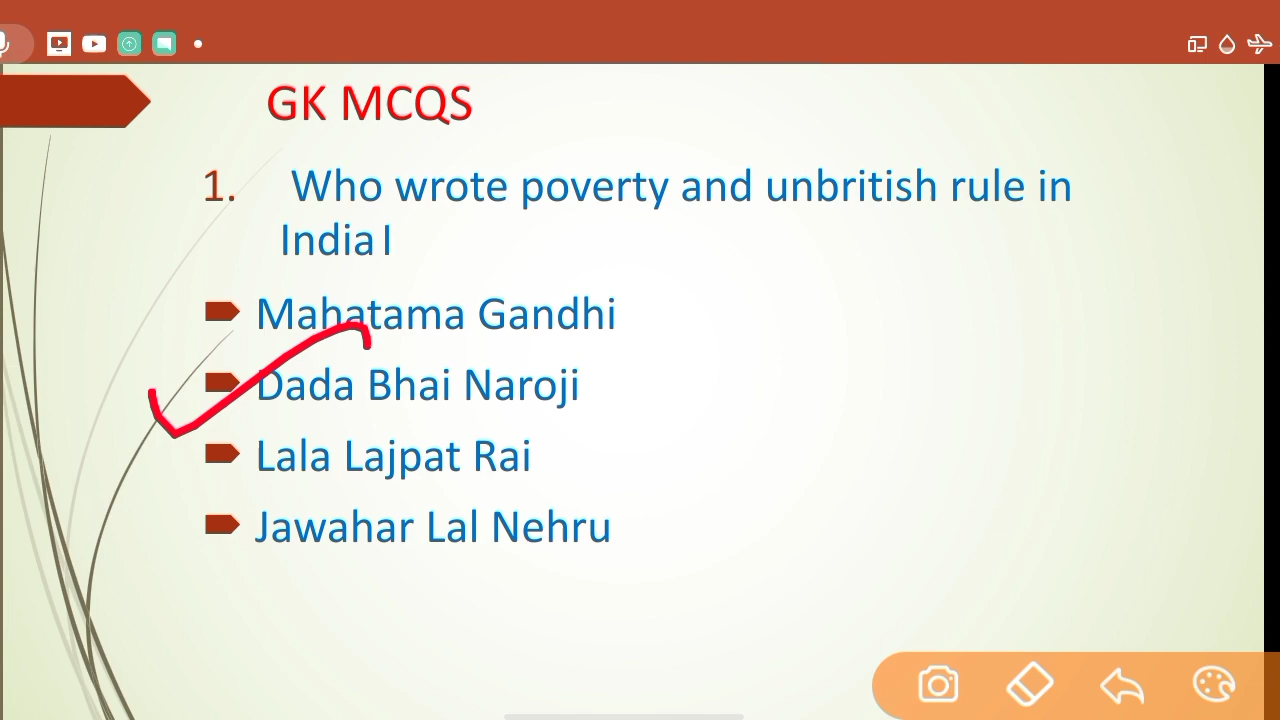 GK MCQS
1. Who wrote poverty and unbritish rule in
India I
Mahatama Gandhi
Dada Bhai Naroji
Lala Lajpat Rai
Jawahar Lal Nehru